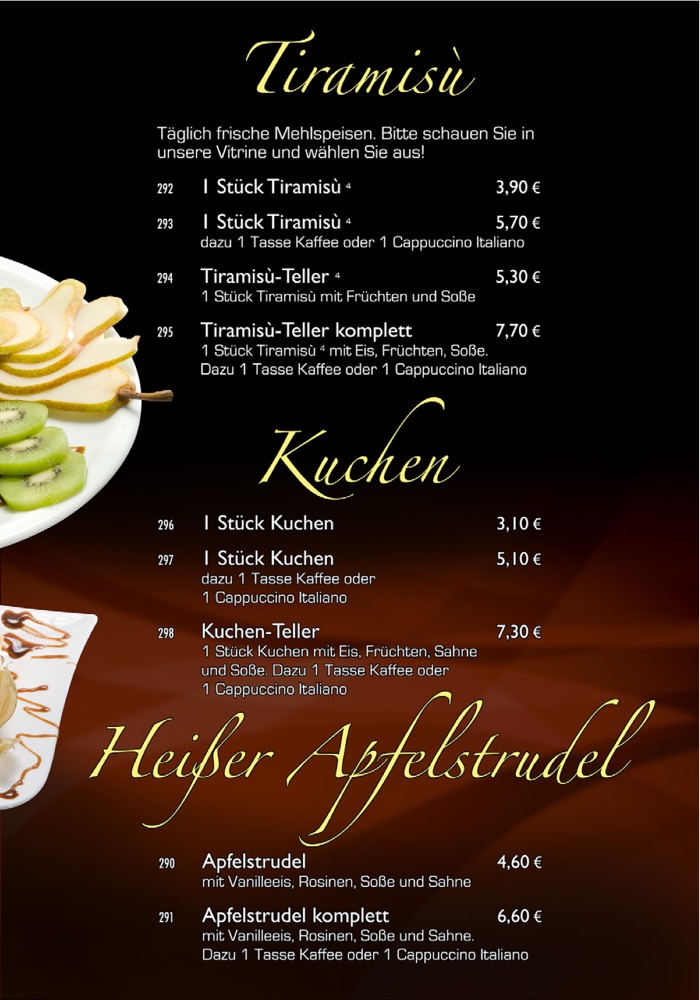 Tiramisù
Täglich frische Mehlspeisen. Bitte schauen Sie in
unsere Vitrine und wählen Sie aus!
292 1 Stück Tiramisù 4 3,90 €
293 1 Stück Tiramisù 4 5,70 €
dazu 1 Tasse Kaffee oder 1 Cappuccino Italiano
294 Tiramisù-Teller 4 5,30 €
1 Stück Tiramisù mit Früchten und Soße
295 Tiramisù-Teller komplett 7,70 €
1 Stück Tiramisù 4 mit Eis, Früchten, Soße.
Dazu 1 Tasse Kaffee oder 1 Cappuccino Italiano
Kuchen
296 1 Stück Kuchen 3,10 €
297 1 Stück Kuchen 5,10 €
dazu 1 Tasse Kaffee oder
1 Cappuccino Italiano
298 Kuchen-Teller 7,30 €
1 Stück Kuchen mit Eis, Früchten, Sahne
und Soße. Dazu 1 Tasse Kaffee oder
1 Cappuccino Italiano
Heißer Apfelstrudel
290 Apfelstrudel 4,60 €
mit Vanilleeis, Rosinen, Soße und Sahne
291 Apfelstrudel komplett 6,60 €
mit Vanilleeis, Rosinen, Soße und Sahne.
Dazu 1 Tasse Kaffee oder 1 Cappuccino Italiano